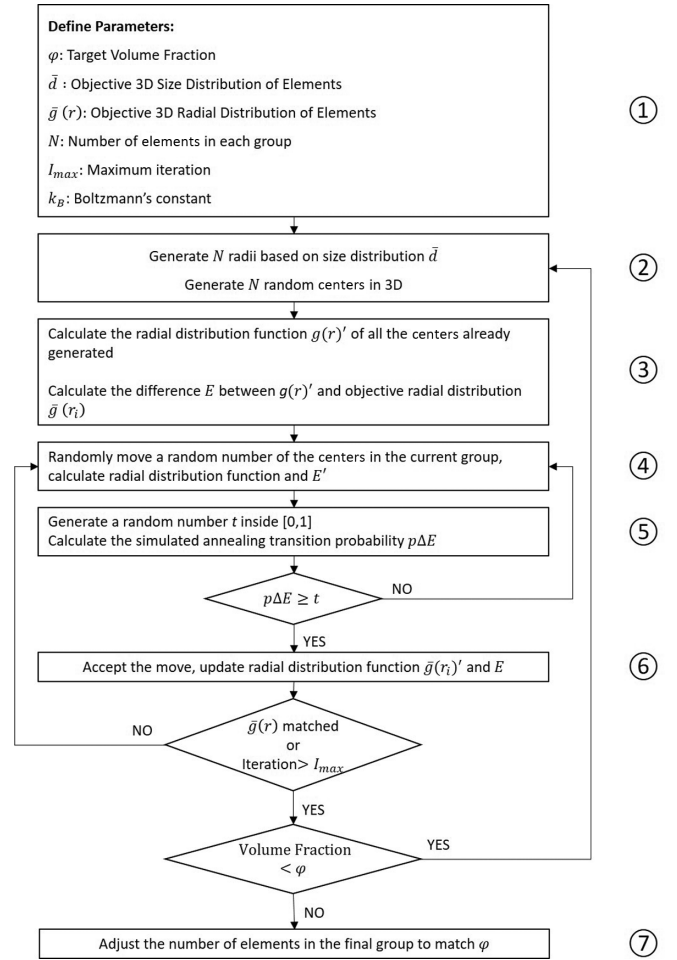 Define Parameters:
φ: Target Volume Fraction
d̄ : Objective 3D Size Distribution of Elements
ḡ (r): Objective 3D Radial Distribution of Elements
N: Number of elements in each group
I_max: Maximum iteration
k_B: Boltzmann's constant
①
Generate N radii based on size distribution d̄
Generate N random centers in 3D
②
Calculate the radial distribution function g(r)′ of all the centers already
generated
Calculate the difference E between g(r)′ and objective radial distribution
ḡ (r_i)
③
Randomly move a random number of the centers in the current group,
calculate radial distribution function and E′
④
Generate a random number t inside [0,1]
Calculate the simulated annealing transition probability pΔE
⑤
pΔE ≥ t
NO
YES
Accept the move, update radial distribution function ḡ(r_i)′ and E
⑥
NO
ḡ(r) matched
or
Iteration> I_max
YES
Volume Fraction
< φ
YES
NO
Adjust the number of elements in the final group to match φ
⑦